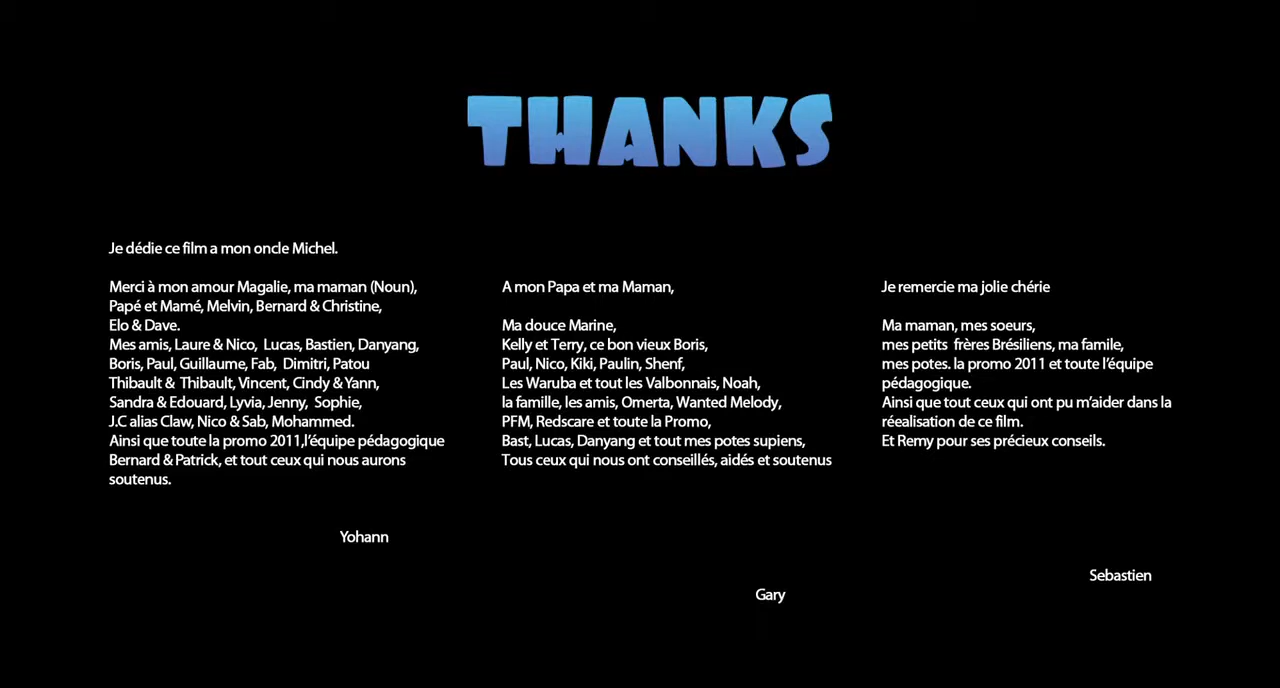 THANKS
Je dédie ce film a mon oncle Michel.
Merci à mon amour Magalie, ma maman (Noun),
Papé et Mamé, Melvin, Bernard & Christine,
Elo & Dave.
Mes amis, Laure & Nico, Lucas, Bastien, Danyang,
Boris, Paul, Guillaume, Fab, Dimitri, Patou
Thibault & Thibault, Vincent, Cindy & Yann,
Sandra & Edouard, Lyvia, Jenny, Sophie,
J.C alias Claw, Nico & Sab, Mohammed.
Ainsi que toute la promo 2011,l'équipe pédagogique
Bernard & Patrick, et tout ceux qui nous aurons
soutenus.
Yohann
A mon Papa et ma Maman,
Ma douce Marine,
Kelly et Terry, ce bon vieux Boris,
Paul, Nico, Kiki, Paulin, Shenf,
Les Waruba et tout les Valbonnais, Noah,
la famille, les amis, Omerta, Wanted Melody,
PFM, Redscare et toute la Promo,
Bast, Lucas, Danyang et tout mes potes supiens,
Tous ceux qui nous ont conseillés, aidés et soutenus
Gary
Je remercie ma jolie chérie
Ma maman, mes soeurs,
mes petits frères Brésiliens, ma famile,
mes potes. la promo 2011 et toute l'équipe
pédagogique.
Ainsi que tout ceux qui ont pu m'aider dans la
réealisation de ce film.
Et Remy pour ses précieux conseils.
Sebastien